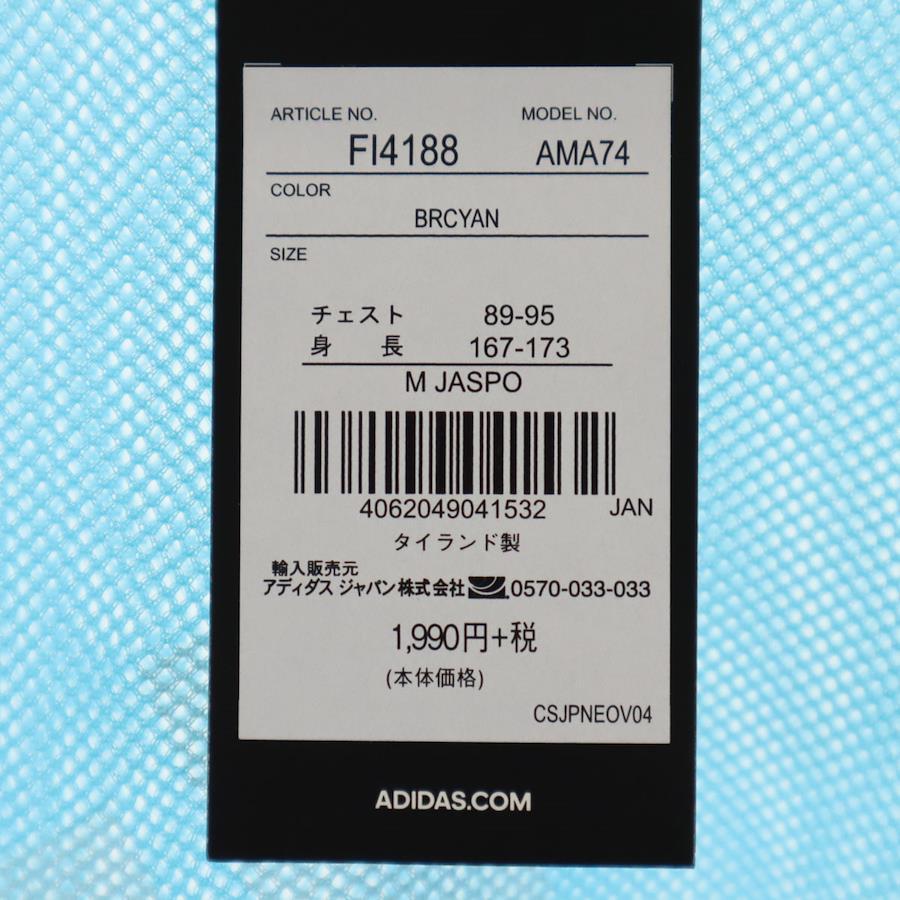 ARTICLE NO. MODEL NO.
FI4188 AMA74
COLOR
BRCYAN
SIZE
チェスト 89-95
身 長 167-173
M JASPO
4062049041532 JAN
タイランド製
輸入販売元
アディダス ジャパン株式会社 0570-033-033
1,990円+税
(本体価格)
CSJPNEOV04
ADIDAS.COM